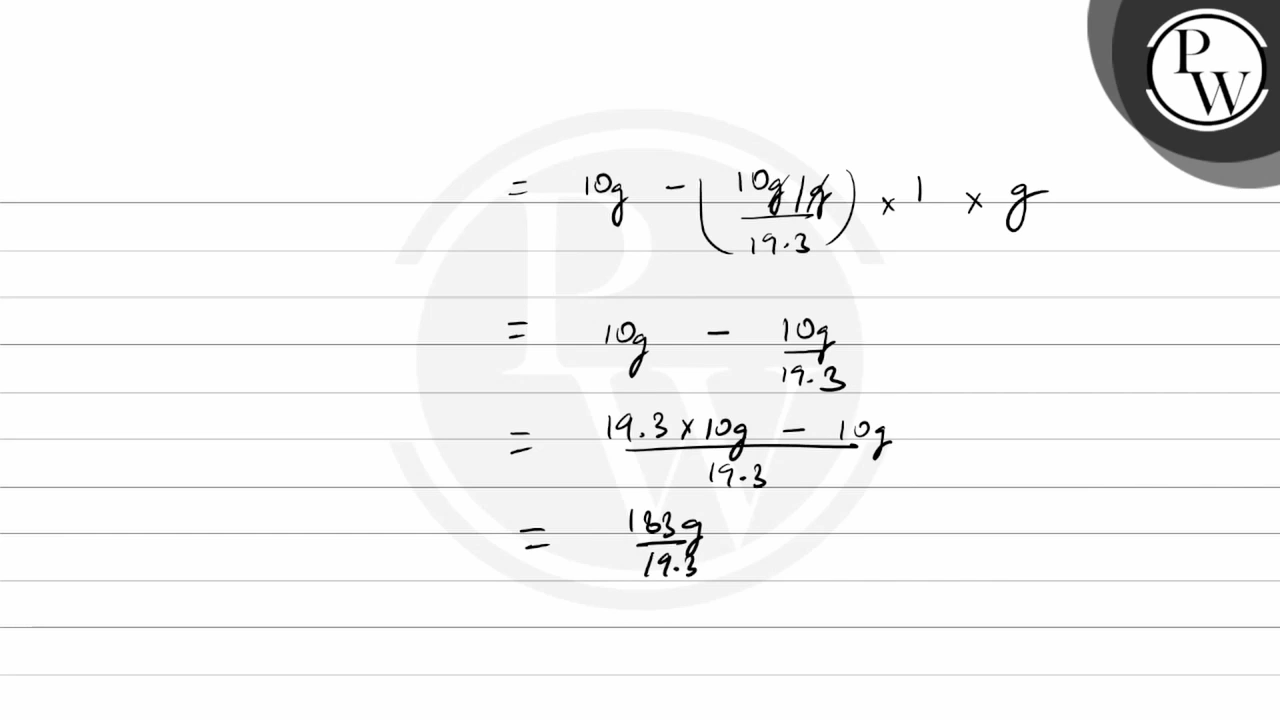 PW
= 10g - (10g/g / 19.3) × 1 × g
= 10g - 10g/19.3
= 19.3 × 10g - 10g / 19.3
= 183g/19.3